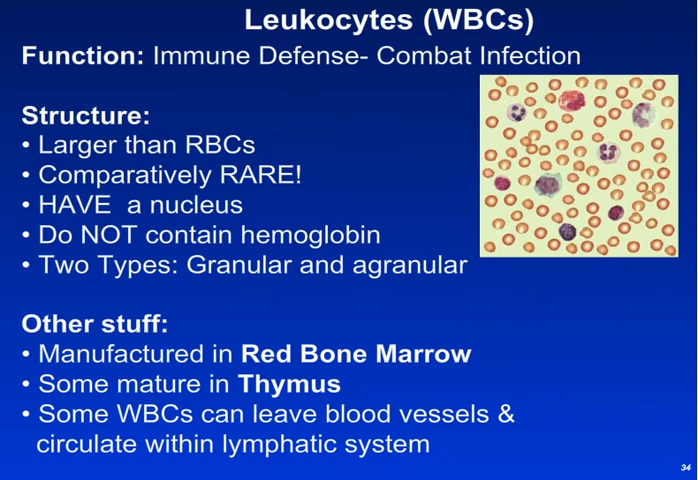 Leukocytes (WBCs)
Function: Immune Defense- Combat Infection
Structure:
• Larger than RBCs
• Comparatively RARE!
• HAVE  a nucleus
• Do NOT contain hemoglobin
• Two Types: Granular and agranular
Other stuff:
• Manufactured in Red Bone Marrow
• Some mature in Thymus
• Some WBCs can leave blood vessels &
circulate within lymphatic system
34